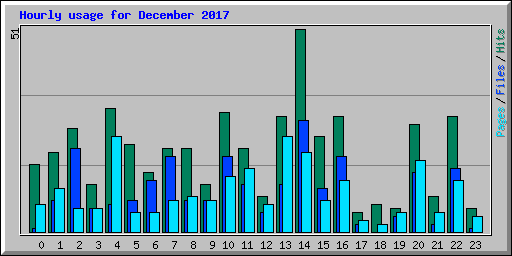 Hourly usage for December 2017
51
Pages/Files/Hits
0 1 2 3 4 5 6 7 8 9 10 11 12 13 14 15 16 17 18 19 20 21 22 23